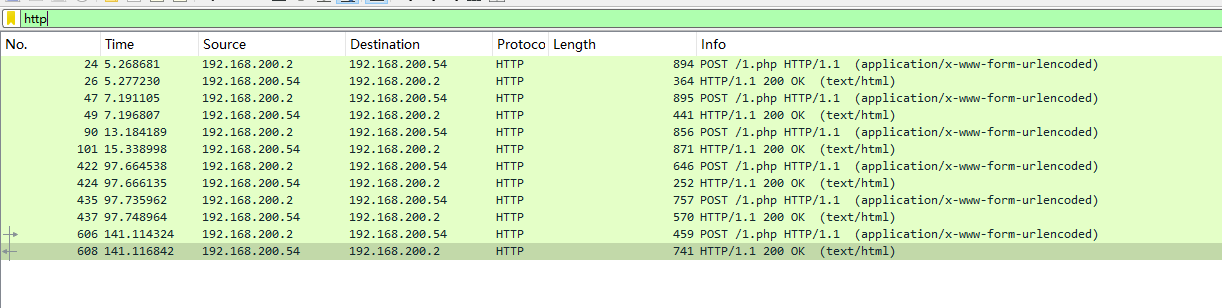 http
No. Time Source Destination Protoco Length Info
24 5.268681 192.168.200.2 192.168.200.54 HTTP 894 POST /1.php HTTP/1.1 (application/x-www-form-urlencoded)
26 5.277230 192.168.200.54 192.168.200.2 HTTP 364 HTTP/1.1 200 OK (text/html)
47 7.191105 192.168.200.2 192.168.200.54 HTTP 895 POST /1.php HTTP/1.1 (application/x-www-form-urlencoded)
49 7.196807 192.168.200.54 192.168.200.2 HTTP 441 HTTP/1.1 200 OK (text/html)
90 13.184189 192.168.200.2 192.168.200.54 HTTP 856 POST /1.php HTTP/1.1 (application/x-www-form-urlencoded)
101 15.338998 192.168.200.54 192.168.200.2 HTTP 871 HTTP/1.1 200 OK (text/html)
422 97.664538 192.168.200.2 192.168.200.54 HTTP 646 POST /1.php HTTP/1.1 (application/x-www-form-urlencoded)
424 97.666135 192.168.200.54 192.168.200.2 HTTP 252 HTTP/1.1 200 OK (text/html)
435 97.735962 192.168.200.2 192.168.200.54 HTTP 757 POST /1.php HTTP/1.1 (application/x-www-form-urlencoded)
437 97.748964 192.168.200.54 192.168.200.2 HTTP 570 HTTP/1.1 200 OK (text/html)
606 141.114324 192.168.200.2 192.168.200.54 HTTP 459 POST /1.php HTTP/1.1 (application/x-www-form-urlencoded)
608 141.116842 192.168.200.54 192.168.200.2 HTTP 741 HTTP/1.1 200 OK (text/html)